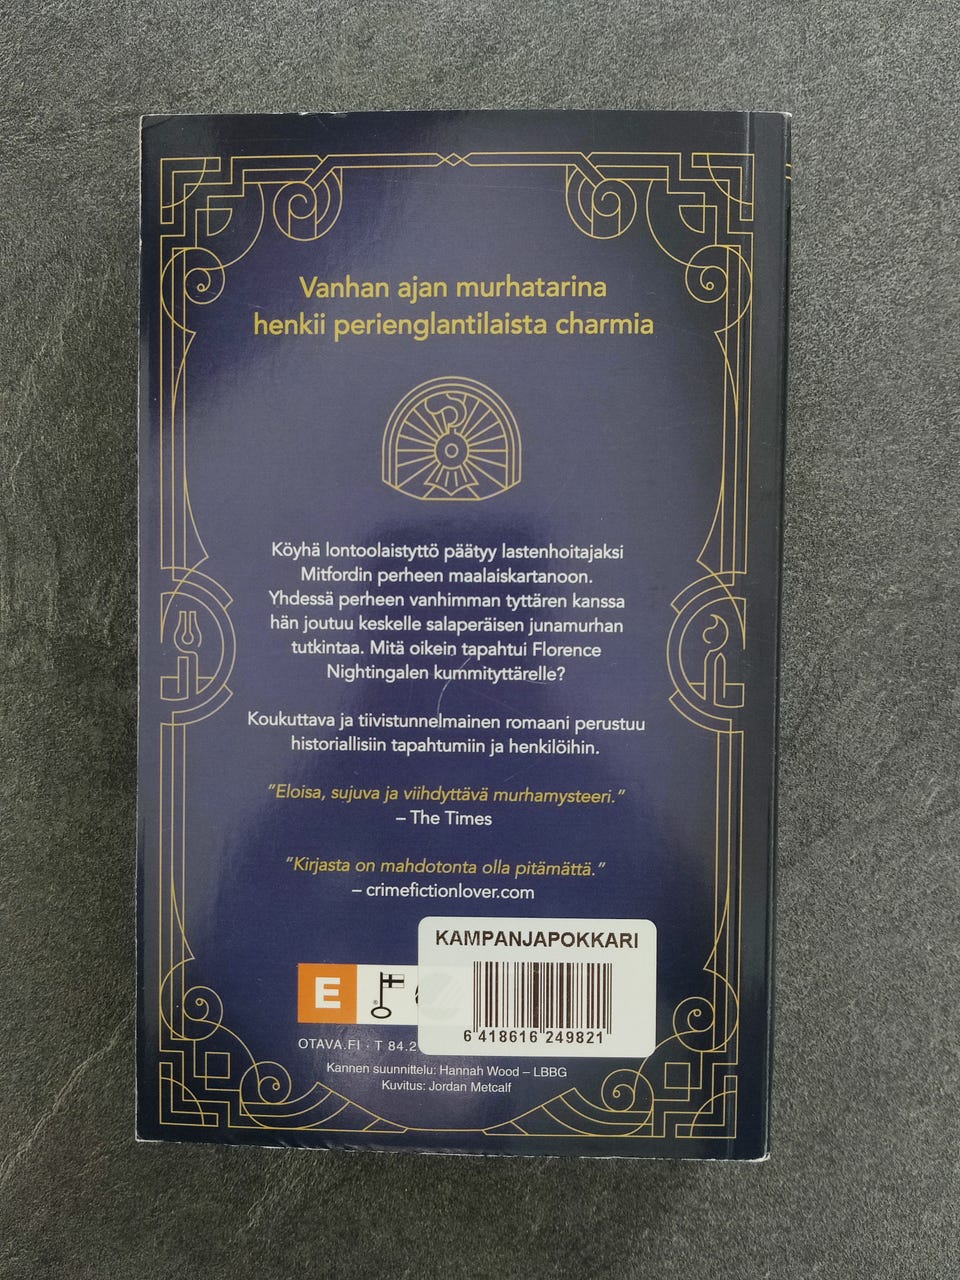 Vanhan ajan murhatarina
henkii perienglantilaista charmia
Köyhä lontoolaistyttö päätyy lastenhoitajaksi
Mitfordin perheen maalaiskartanoon.
Yhdessä perheen vanhimman tyttären kanssa
hän joutuu keskelle salaperäisen junamurhan
tutkintaa. Mitä oikein tapahtui Florence
Nightingalen kummityttärelle?
Koukuttava ja tiivistunnelmainen romaani perustuu
historiallisiin tapahtumiin ja henkilöihin.
”Eloisa, sujuva ja viihdyttävä murhamysteeri.”
– The Times
”Kirjasta on mahdotonta olla pitämättä.”
– crimefictionlover.com
KAMPANJAPOKKARI
E
6 418616 249821
OTAVA.FI · T 84.2
Kannen suunnittelu: Hannah Wood – LBBG
Kuvitus: Jordan Metcalf